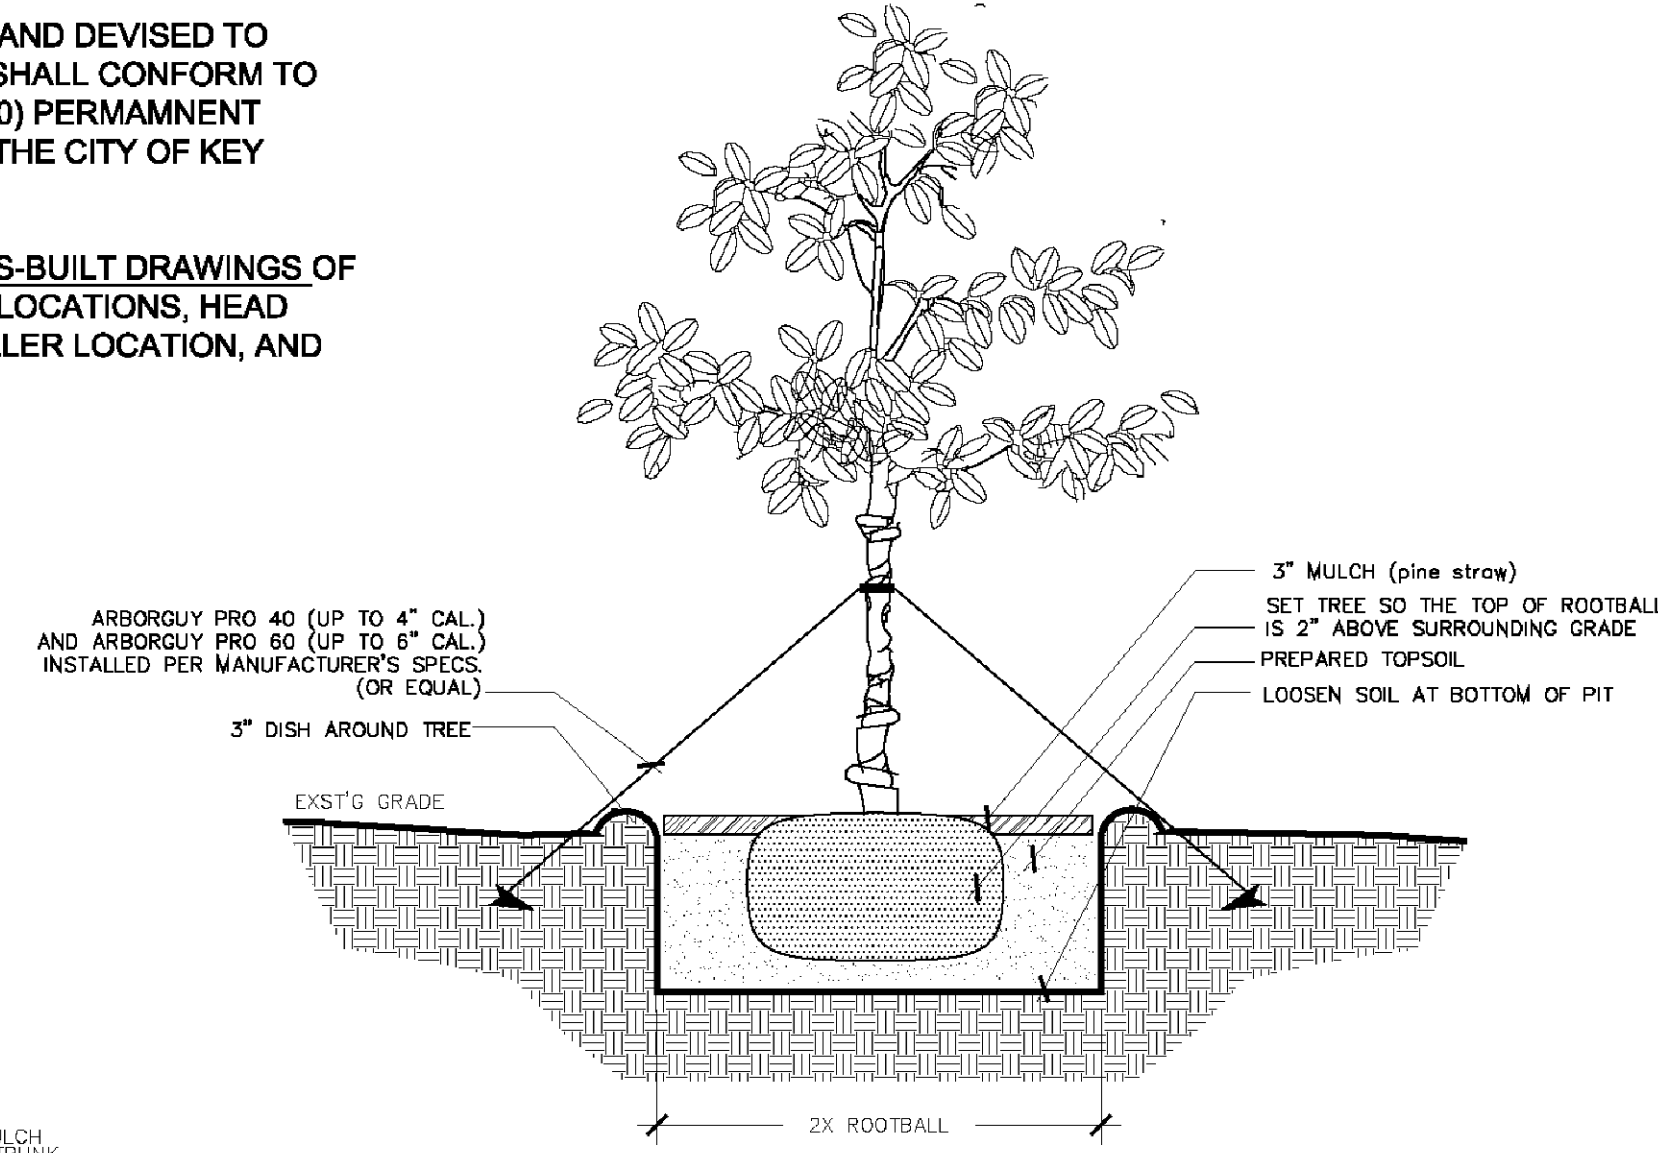 AND DEVISED TO
SHALL CONFORM TO
0) PERMAMNENT
THE CITY OF KEY
S-BUILT DRAWINGS OF
LOCATIONS, HEAD
LLER LOCATION, AND
ARBORGUY PRO 40 (UP TO 4" CAL.)
AND ARBORGUY PRO 60 (UP TO 6" CAL.)
INSTALLED PER MANUFACTURER'S SPECS.
(OR EQUAL)
3" DISH AROUND TREE
EXST'G GRADE
3" MULCH (pine straw)
SET TREE SO THE TOP OF ROOTBALL
IS 2" ABOVE SURROUNDING GRADE
PREPARED TOPSOIL
LOOSEN SOIL AT BOTTOM OF PIT
2X ROOTBALL
ULCH
TRUNK